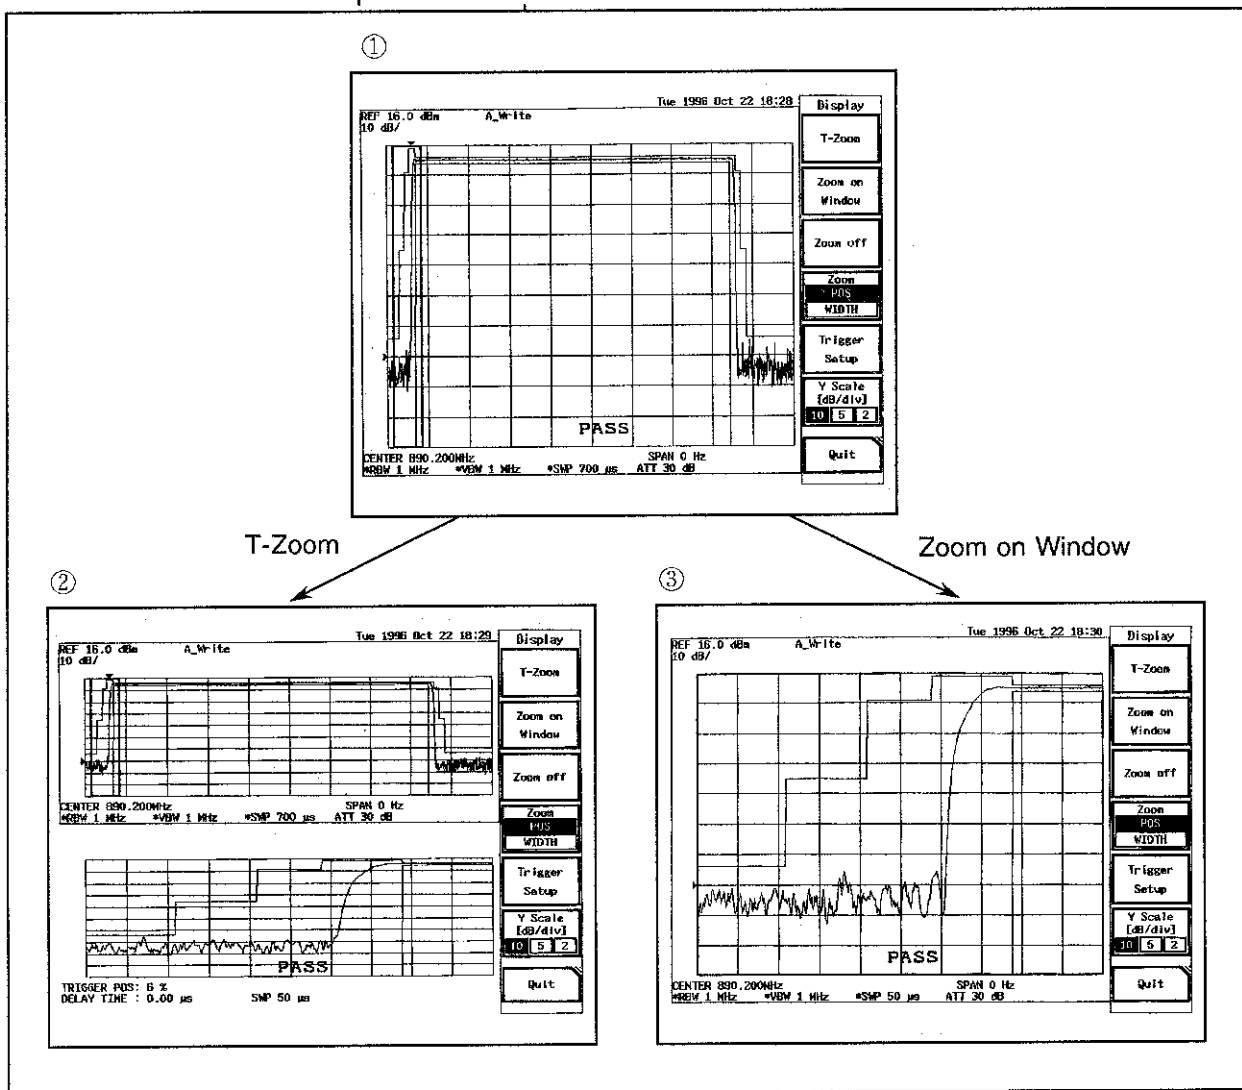 ①
Tue 1996 Oct 22 18:28
REF 16.0 dBm A_Write
10 dB/
PASS
CENTER 890.200MHz SPAN 0 Hz
*RBW 1 MHz *VBW 1 MHz *SWP 700 µs ATT 30 dB
Display
T-Zoom
Zoom on
Window
Zoom off
Zoom
POS
WIDTH
Trigger
Setup
Y Scale
[dB/div]
10 5 2
Quit
T-Zoom
Zoom on Window
②
Tue 1996 Oct 22 18:29
REF 16.0 dBm A_Write
10 dB/
CENTER 890.200MHz SPAN 0 Hz
*RBW 1 MHz *VBW 1 MHz *SWP 700 µs ATT 30 dB
PASS
TRIGGER POS: 6 %
DELAY TIME : 0.00 µs SWP 50 µs
Display
T-Zoom
Zoom on
Window
Zoom off
Zoom
POS
WIDTH
Trigger
Setup
Y Scale
[dB/div]
10 5 2
Quit
③
Tue 1996 Oct 22 18:30
REF 16.0 dBm A_Write
10 dB/
PASS
CENTER 890.200MHz SPAN 0 Hz
*RBW 1 MHz *VBW 1 MHz *SWP 50 µs ATT 30 dB
Display
T-Zoom
Zoom on
Window
Zoom off
Zoom
POS
WIDTH
Trigger
Setup
Y Scale
[dB/div]
10 5 2
Quit